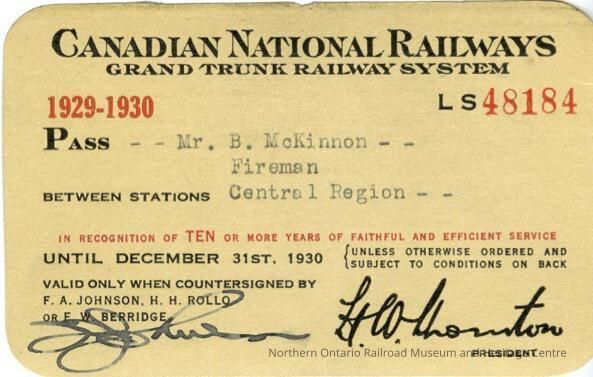 CANADIAN NATIONAL RAILWAYS
GRAND TRUNK RAILWAY SYSTEM
1929-1930
LS 48184
PASS - - Mr. B. McKinnon - -
Fireman
BETWEEN STATIONS Central Region - -
IN RECOGNITION OF TEN OR MORE YEARS OF FAITHFUL AND EFFICIENT SERVICE
UNTIL DECEMBER 31ST, 1930 {UNLESS OTHERWISE ORDERED AND
SUBJECT TO CONDITIONS ON BACK
VALID ONLY WHEN COUNTERSIGNED BY
F. A. JOHNSON, H. H. ROLLO
OR F. W. BERRIDGE
H.W. Thornton
PRESIDENT
Northern Ontario Railroad Museum and Heritage Centre